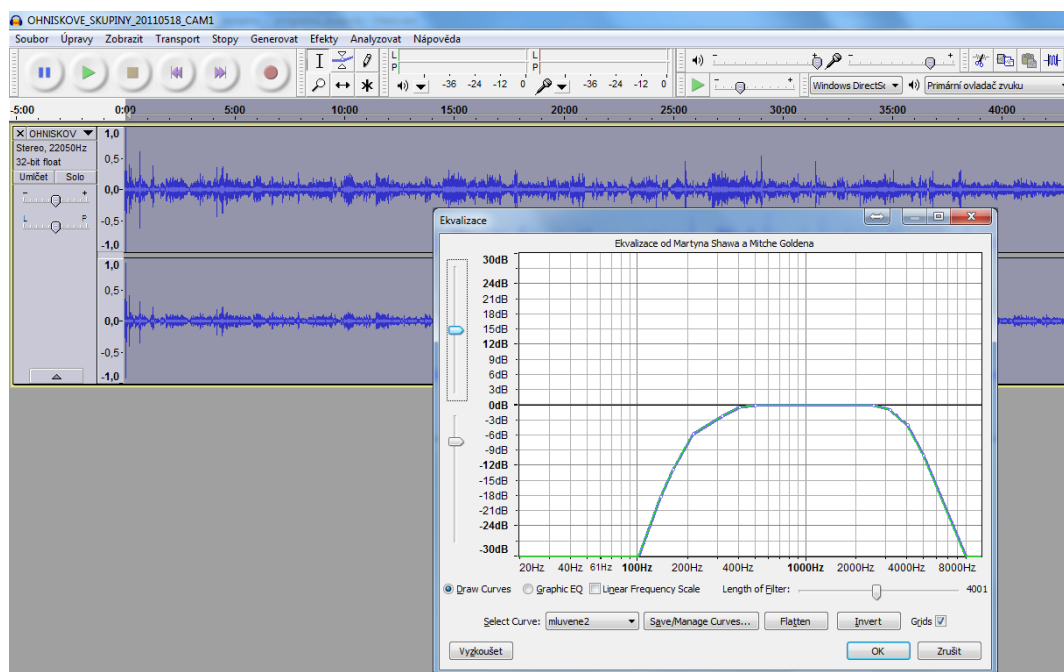 OHNISKOVE_SKUPINY_20110518_CAM1
Soubor Úpravy Zobrazit Transport Stopy Generovat Efekty Analyzovat Nápověda
L
P
-36 -24 -12 0
L
P
-36 -24 -12 0
Windows DirectSc
Primární ovladač zvuku
-5:00 0:00 5:00 10:00 15:00 20:00 25:00 30:00 35:00 40:00
X OHNISKOV
Stereo, 22050Hz
32-bit float
Umlčet Solo
- +
L P
1,0
0,5-
0,0-
-0,5-
-1,0
1,0
0,5-
0,0-
-0,5-
-1,0
Ekvalizace
Ekvalizace od Martyna Shawa a Mitche Goldena
30dB
24dB
21dB
18dB
15dB
12dB
9dB
6dB
3dB
0dB
-3dB
-6dB
-9dB
-12dB
-15dB
-18dB
-21dB
-24dB
-30dB
20Hz 40Hz 61Hz 100Hz 200Hz 400Hz 1000Hz 2000Hz 4000Hz 8000Hz
Draw Curves Graphic EQ Linear Frequency Scale Length of Filter: 4001
Select Curve: mluvene2 Save/Manage Curves... Flatten Invert Grids
Vyzkoušet OK Zrušit